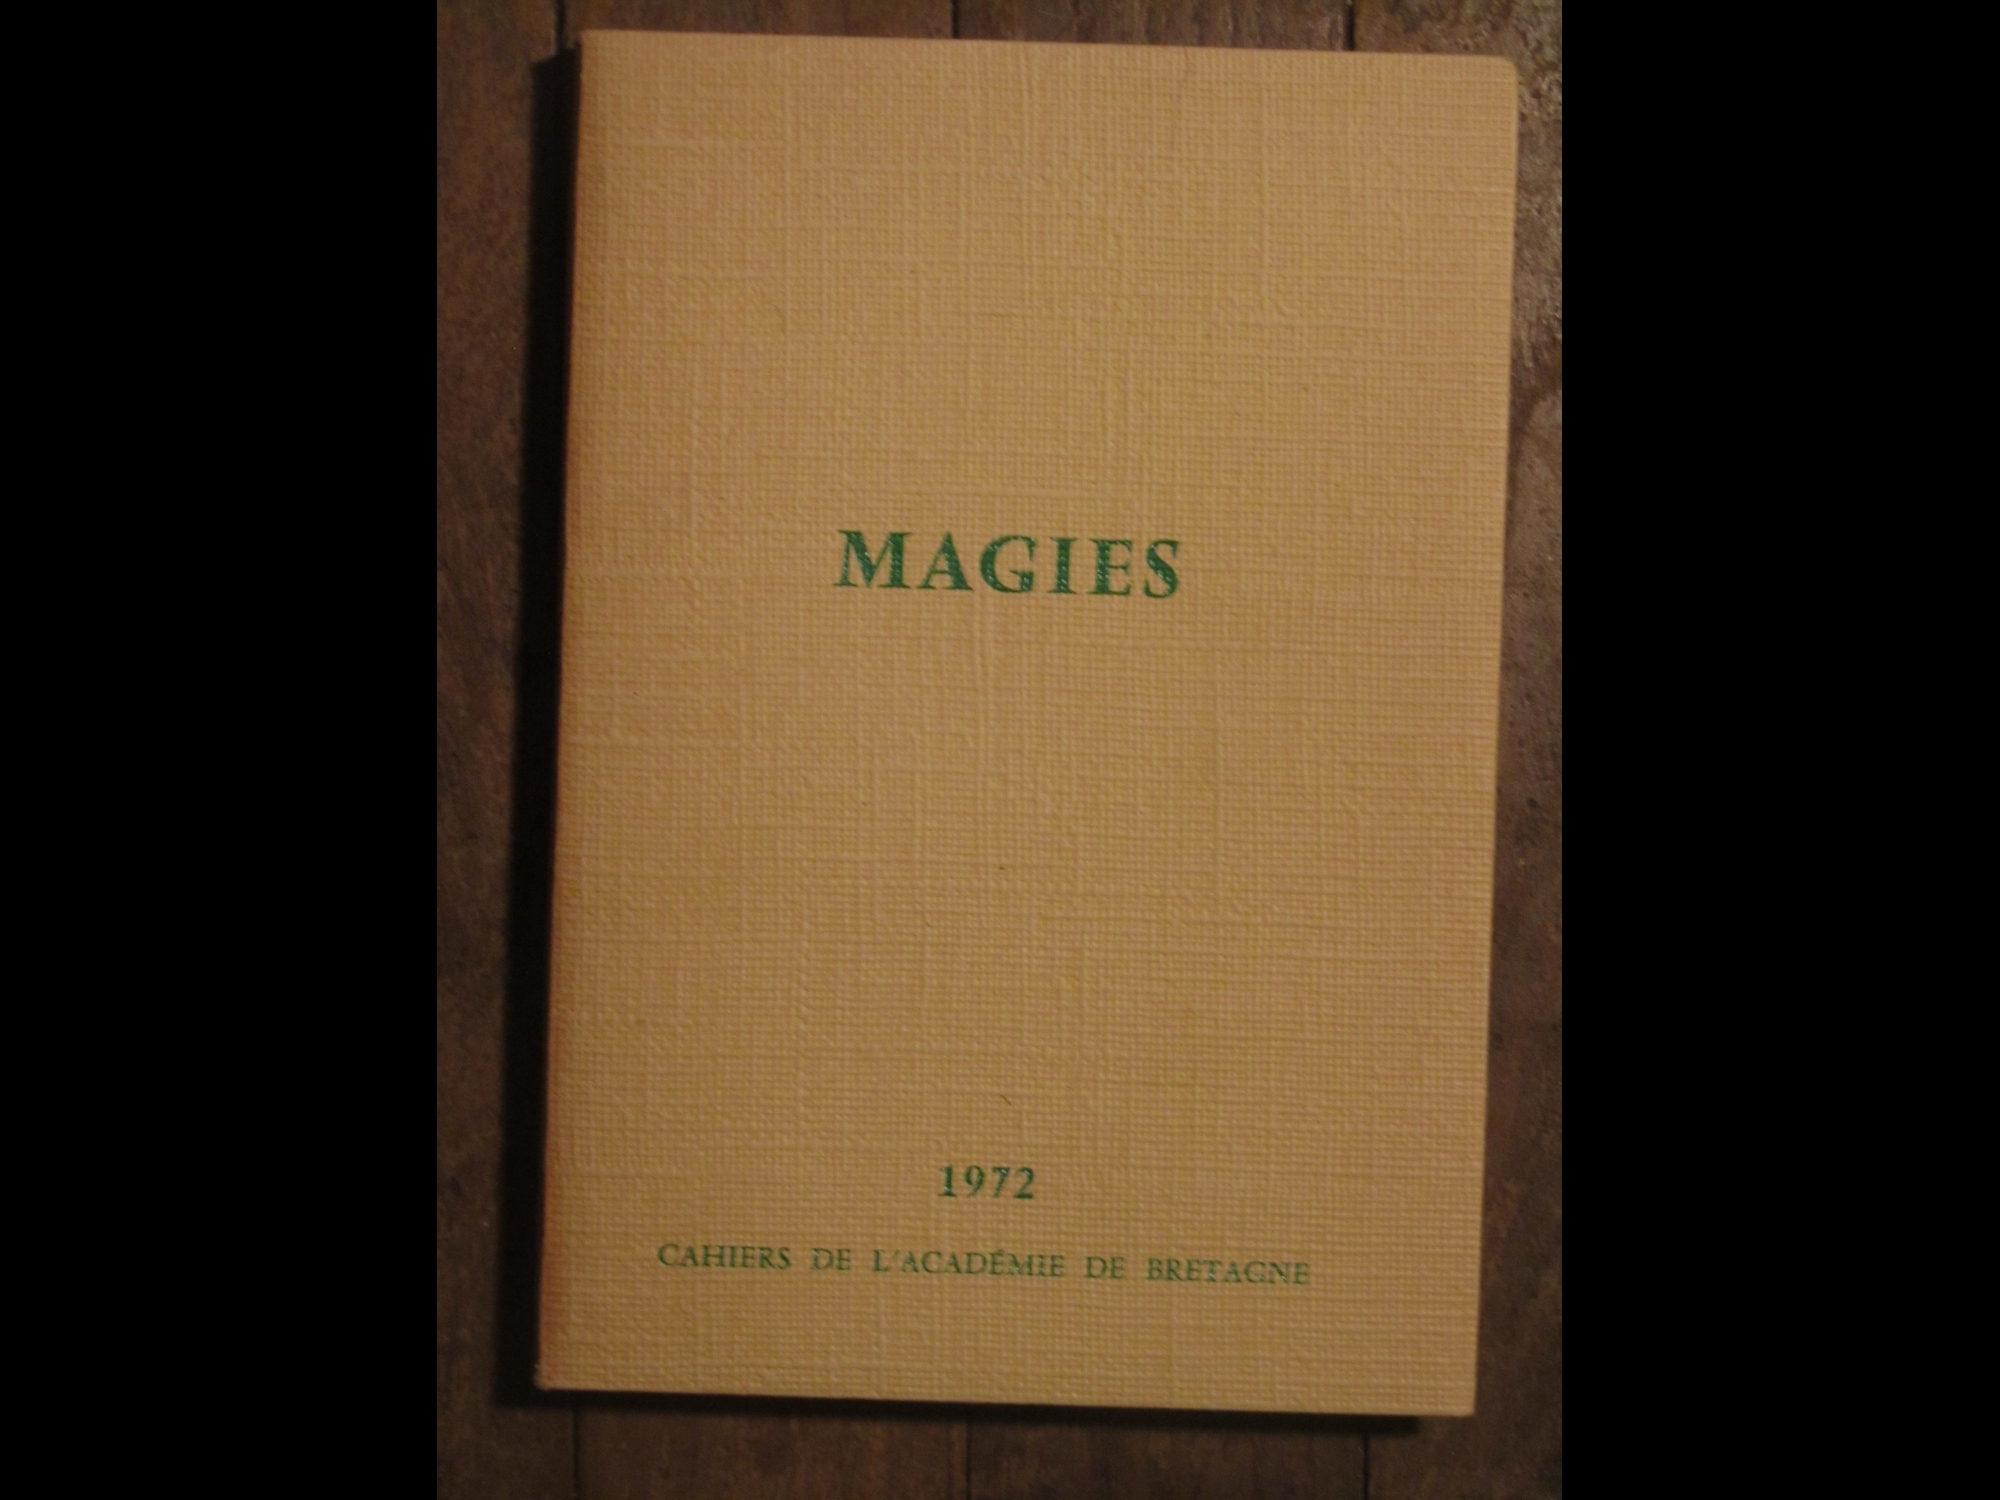 MAGIES
1972
CAHIERS DE L'ACADÉMIE DE BRETAGNE